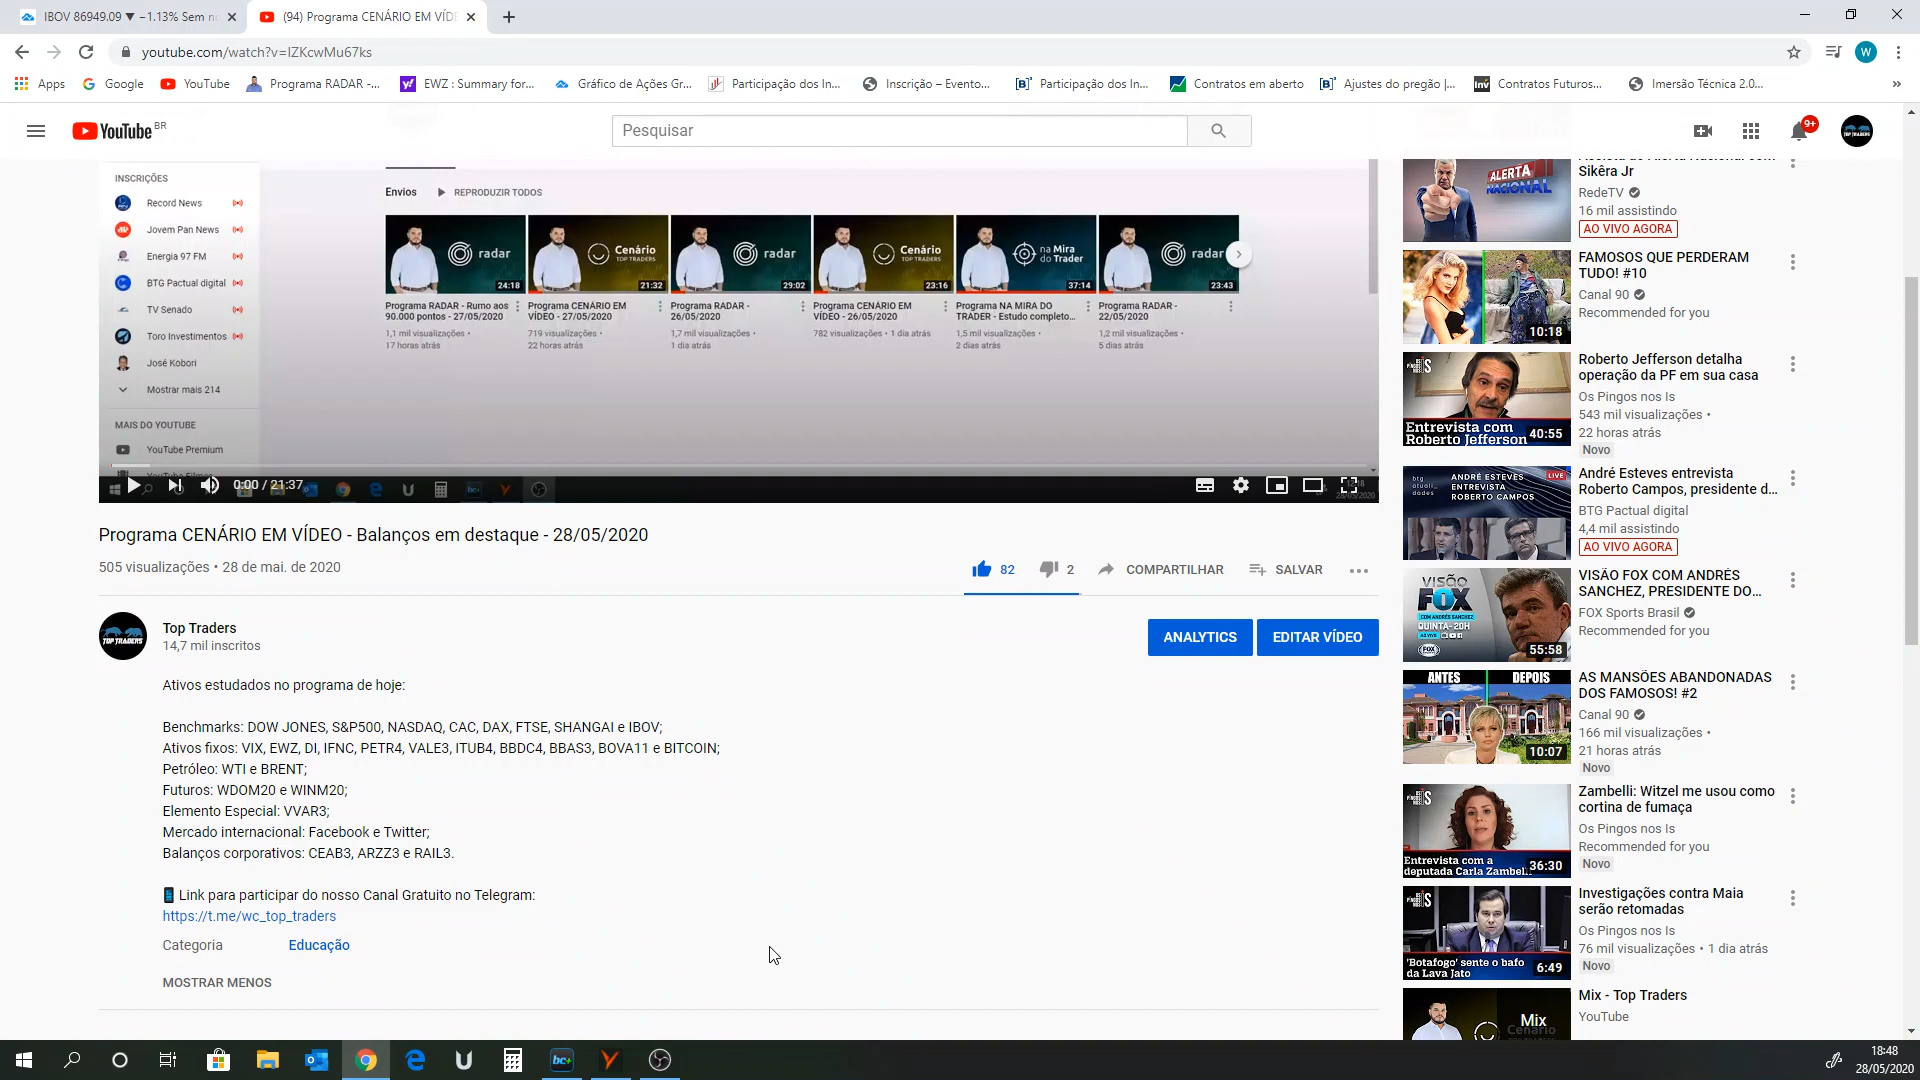 IBOV 86949.09 ▼ −1.13% Sem n
(94) Programa CENÁRIO EM VÍDE
youtube.com/watch?v=IZKcwMu67ks
W
Apps
Google
YouTube
Programa RADAR -...
EWZ : Summary for...
Gráfico de Ações Gr...
Participação dos In...
Inscrição – Evento...
Participação dos In...
Contratos em aberto
Ajustes do pregão |...
Contratos Futuros...
Imersão Técnica 2.0...
»
YouTube BR
Pesquisar
9+
INSCRIÇÕES
Record News
Jovem Pan News
Energia 97 FM
BTG Pactual digital
TV Senado
Toro Investimentos
José Kobori
Mostrar mais 214
MAIS DO YOUTUBE
YouTube Premium
Envios
REPRODUZIR TODOS
radar
24:18
Programa RADAR - Rumo aos
90.000 pontos - 27/05/2020
1,1 mil visualizações •
17 horas atrás
Cenário
TOP TRADERS
21:32
Programa CENÁRIO EM
VÍDEO - 27/05/2020
719 visualizações •
22 horas atrás
radar
29:02
Programa RADAR -
26/05/2020
1,7 mil visualizações •
1 dia atrás
Cenário
TOP TRADERS
23:16
Programa CENÁRIO EM
VÍDEO - 26/05/2020
782 visualizações • 1 dia atrás
na Mira
do Trader
37:14
Programa NA MIRA DO
TRADER - Estudo completo...
1,5 mil visualizações •
2 dias atrás
radar
23:43
Programa RADAR -
22/05/2020
1,2 mil visualizações •
5 dias atrás
0:00 / 21:37
Programa CENÁRIO EM VÍDEO - Balanços em destaque - 28/05/2020
505 visualizações • 28 de mai. de 2020
82
2
COMPARTILHAR
SALVAR
TOP TRADERS
Top Traders
14,7 mil inscritos
ANALYTICS
EDITAR VÍDEO
Ativos estudados no programa de hoje:
Benchmarks: DOW JONES, S&P500, NASDAQ, CAC, DAX, FTSE, SHANGAI e IBOV;
Ativos fixos: VIX, EWZ, DI, IFNC, PETR4, VALE3, ITUB4, BBDC4, BBAS3, BOVA11 e BITCOIN;
Petróleo: WTI e BRENT;
Futuros: WDOM20 e WINM20;
Elemento Especial: VVAR3;
Mercado internacional: Facebook e Twitter;
Balanços corporativos: CEAB3, ARZZ3 e RAIL3.
Link para participar do nosso Canal Gratuito no Telegram:
https://t.me/wc_top_traders
Categoria
Educação
MOSTRAR MENOS
ALERTA
NACIONAL
Sikêra Jr
RedeTV
16 mil assistindo
AO VIVO AGORA
10:18
FAMOSOS QUE PERDERAM
TUDO! #10
Canal 90
Recommended for you
Entrevista com
Roberto Jefferson
40:55
Roberto Jefferson detalha
operação da PF em sua casa
Os Pingos nos Is
543 mil visualizações •
22 horas atrás
Novo
ANDRÉ ESTEVES
ENTREVISTA
ROBERTO CAMPOS
LIVE
André Esteves entrevista
Roberto Campos, presidente d...
BTG Pactual digital
4,4 mil assistindo
AO VIVO AGORA
VISÃO
FOX
COM ANDRÉS SANCHEZ
QUINTA-20H
55:58
VISÃO FOX COM ANDRÉS
SANCHEZ, PRESIDENTE DO...
FOX Sports Brasil
Recommended for you
ANTES
DEPOIS
10:07
AS MANSÕES ABANDONADAS
DOS FAMOSOS! #2
Canal 90
166 mil visualizações •
21 horas atrás
Novo
Entrevista com a
deputada Carla Zambelli
36:30
Zambelli: Witzel me usou como
cortina de fumaça
Os Pingos nos Is
Recommended for you
Novo
'Botafogo' sente o bafo
da Lava Jato
6:49
Investigações contra Maia
serão retomadas
Os Pingos nos Is
76 mil visualizações • 1 dia atrás
Novo
Mix
Cenário
Mix - Top Traders
YouTube
bc+
18:48
28/05/2020